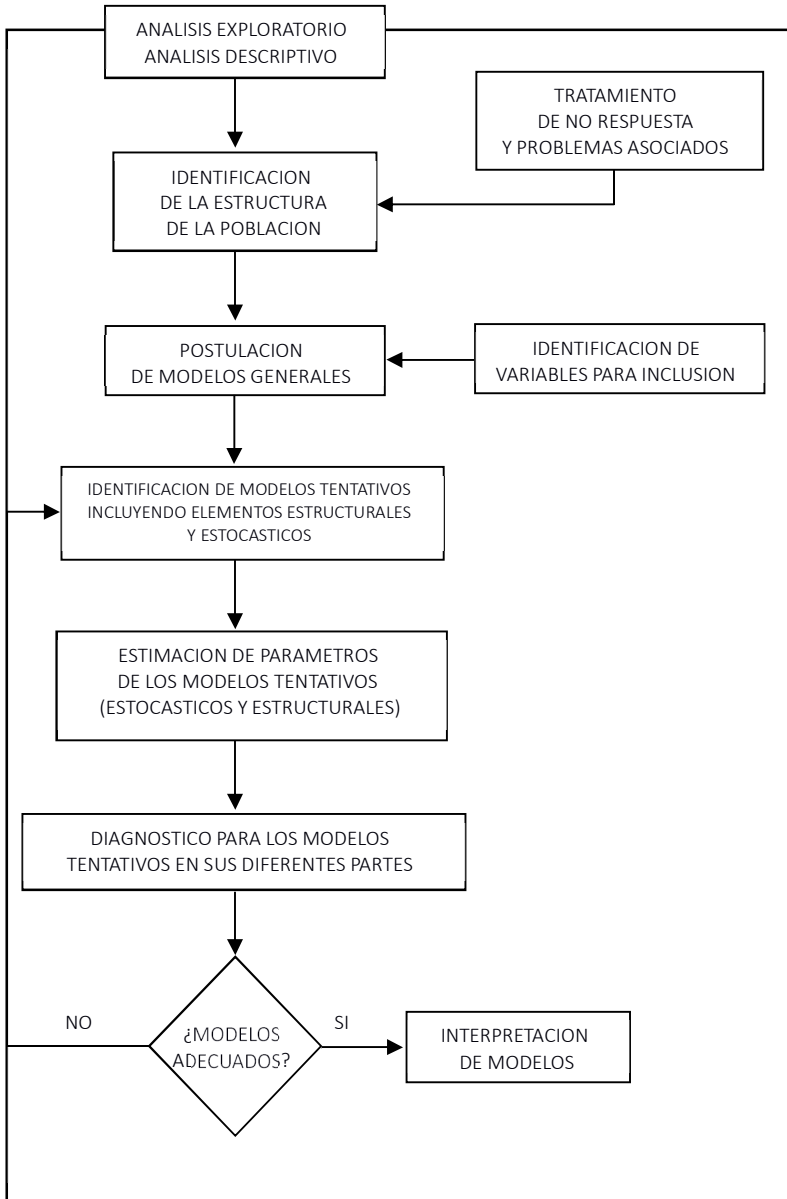 ANALISIS EXPLORATORIO
ANALISIS DESCRIPTIVO
TRATAMIENTO
DE NO RESPUESTA
Y PROBLEMAS ASOCIADOS
IDENTIFICACION
DE LA ESTRUCTURA
DE LA POBLACION
POSTULACION
DE MODELOS GENERALES
IDENTIFICACION DE
VARIABLES PARA INCLUSION
IDENTIFICACION DE MODELOS TENTATIVOS
INCLUYENDO ELEMENTOS ESTRUCTURALES
Y ESTOCASTICOS
ESTIMACION DE PARAMETROS
DE LOS MODELOS TENTATIVOS
(ESTOCASTICOS Y ESTRUCTURALES)
DIAGNOSTICO PARA LOS MODELOS
TENTATIVOS EN SUS DIFERENTES PARTES
NO
¿MODELOS
ADECUADOS?
SI
INTERPRETACION
DE MODELOS